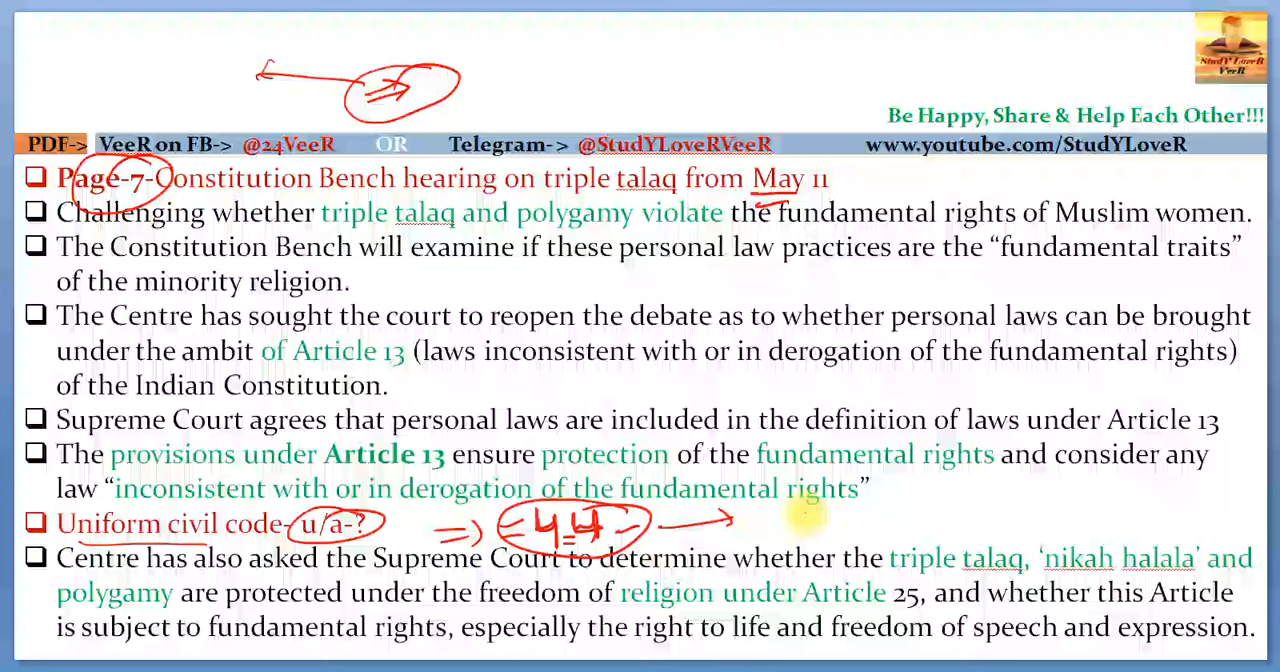 StudY LoveR
VeeR
Be Happy, Share & Help Each Other!!!
PDF-> VeeR on FB-> @24VeeR OR Telegram-> @StudYLoveRVeeR www.youtube.com/StudYLoveR
❑ Page-7-Constitution Bench hearing on triple talaq from May 11
❑ Challenging whether triple talaq and polygamy violate the fundamental rights of Muslim women.
❑ The Constitution Bench will examine if these personal law practices are the “fundamental traits”
of the minority religion.
❑ The Centre has sought the court to reopen the debate as to whether personal laws can be brought
under the ambit of Article 13 (laws inconsistent with or in derogation of the fundamental rights)
of the Indian Constitution.
❑ Supreme Court agrees that personal laws are included in the definition of laws under Article 13
❑ The provisions under Article 13 ensure protection of the fundamental rights and consider any
law “inconsistent with or in derogation of the fundamental rights”
❑ Uniform civil code- u/a-? => -44- →
❑ Centre has also asked the Supreme Court to determine whether the triple talaq, ‘nikah halala’ and
polygamy are protected under the freedom of religion under Article 25, and whether this Article
is subject to fundamental rights, especially the right to life and freedom of speech and expression.